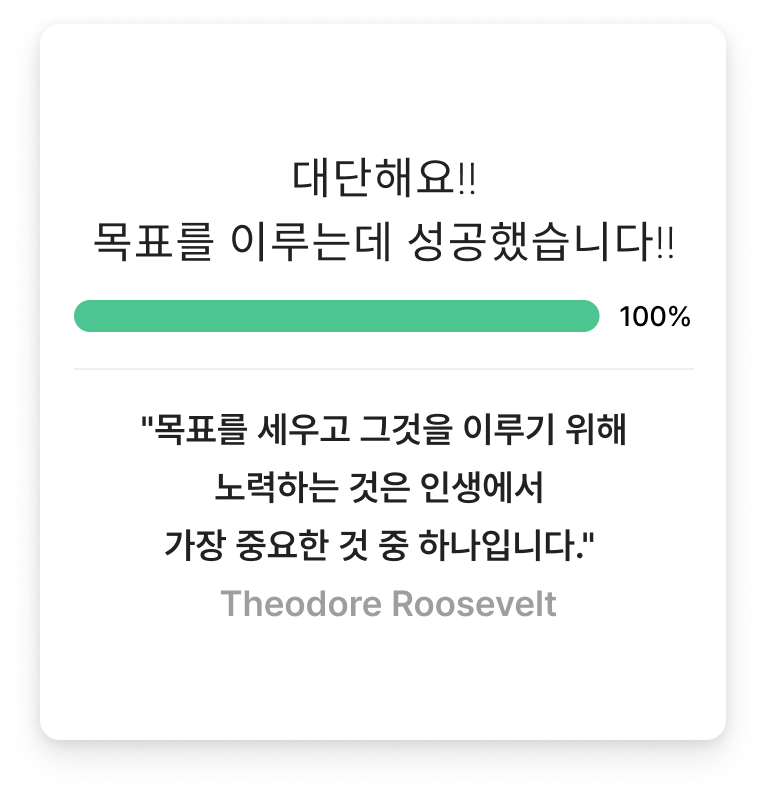 대단해요!!
목표를 이루는데 성공했습니다!!
100%
"목표를 세우고 그것을 이루기 위해
노력하는 것은 인생에서
가장 중요한 것 중 하나입니다."
Theodore Roosevelt